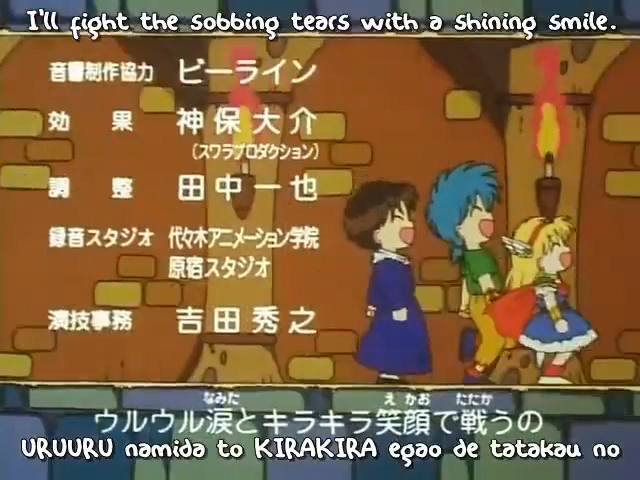 I'll fight the sobbing tears with a shining smile.
音響制作協力 ビーライン
効　果 神保大介
（スワラプロダクション）
調　整 田中一也
録音スタジオ 代々木アニメーション学院
原宿スタジオ
演技事務 吉田秀之
なみだ えがお たたか
ウルウル涙とキラキラ笑顔で戦うの
URUURU namida to KIRAKIRA egao de tatakau no